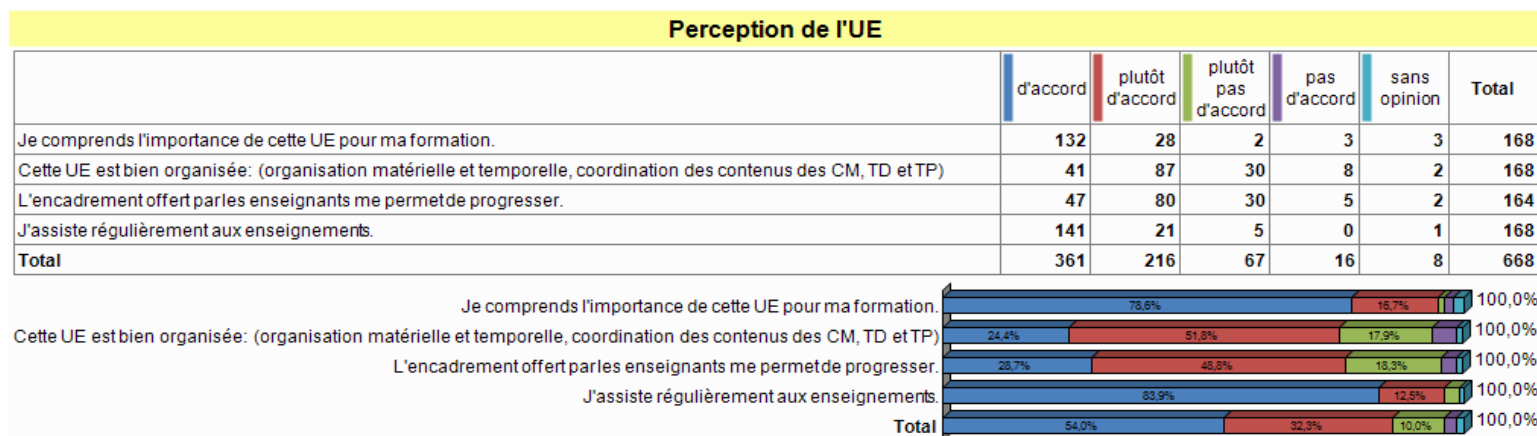 Perception de l'UE
d'accord plutôt d'accord plutôt pas d'accord pas d'accord sans opinion Total
Je comprends l'importance de cette UE pour ma formation. 132 28 2 3 3 168
Cette UE est bien organisée: (organisation matérielle et temporelle, coordination des contenus des CM, TD et TP) 41 87 30 8 2 168
L'encadrement offert par les enseignants me permet de progresser. 47 80 30 5 2 164
J'assiste régulièrement aux enseignements. 141 21 5 0 1 168
Total 361 216 67 16 8 668
Je comprends l'importance de cette UE pour ma formation. 78,6% 16,7% 100,0%
Cette UE est bien organisée: (organisation matérielle et temporelle, coordination des contenus des CM, TD et TP) 24,4% 51,8% 17,9% 100,0%
L'encadrement offert par les enseignants me permet de progresser. 28,7% 48,8% 18,3% 100,0%
J'assiste régulièrement aux enseignements. 83,9% 12,5% 100,0%
Total 54,0% 32,3% 10,0% 100,0%